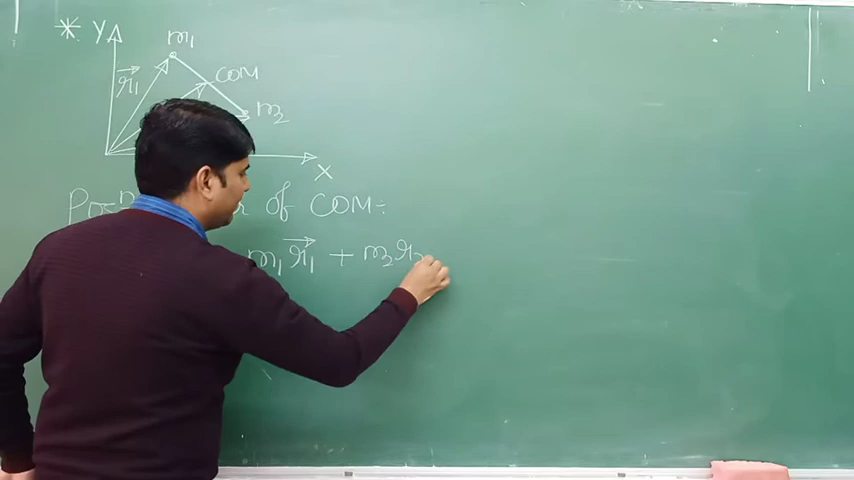 * Y
m₁
r⃗₁
COM
m₂
X
of COM:
m₁r⃗₁ + m₂r₂